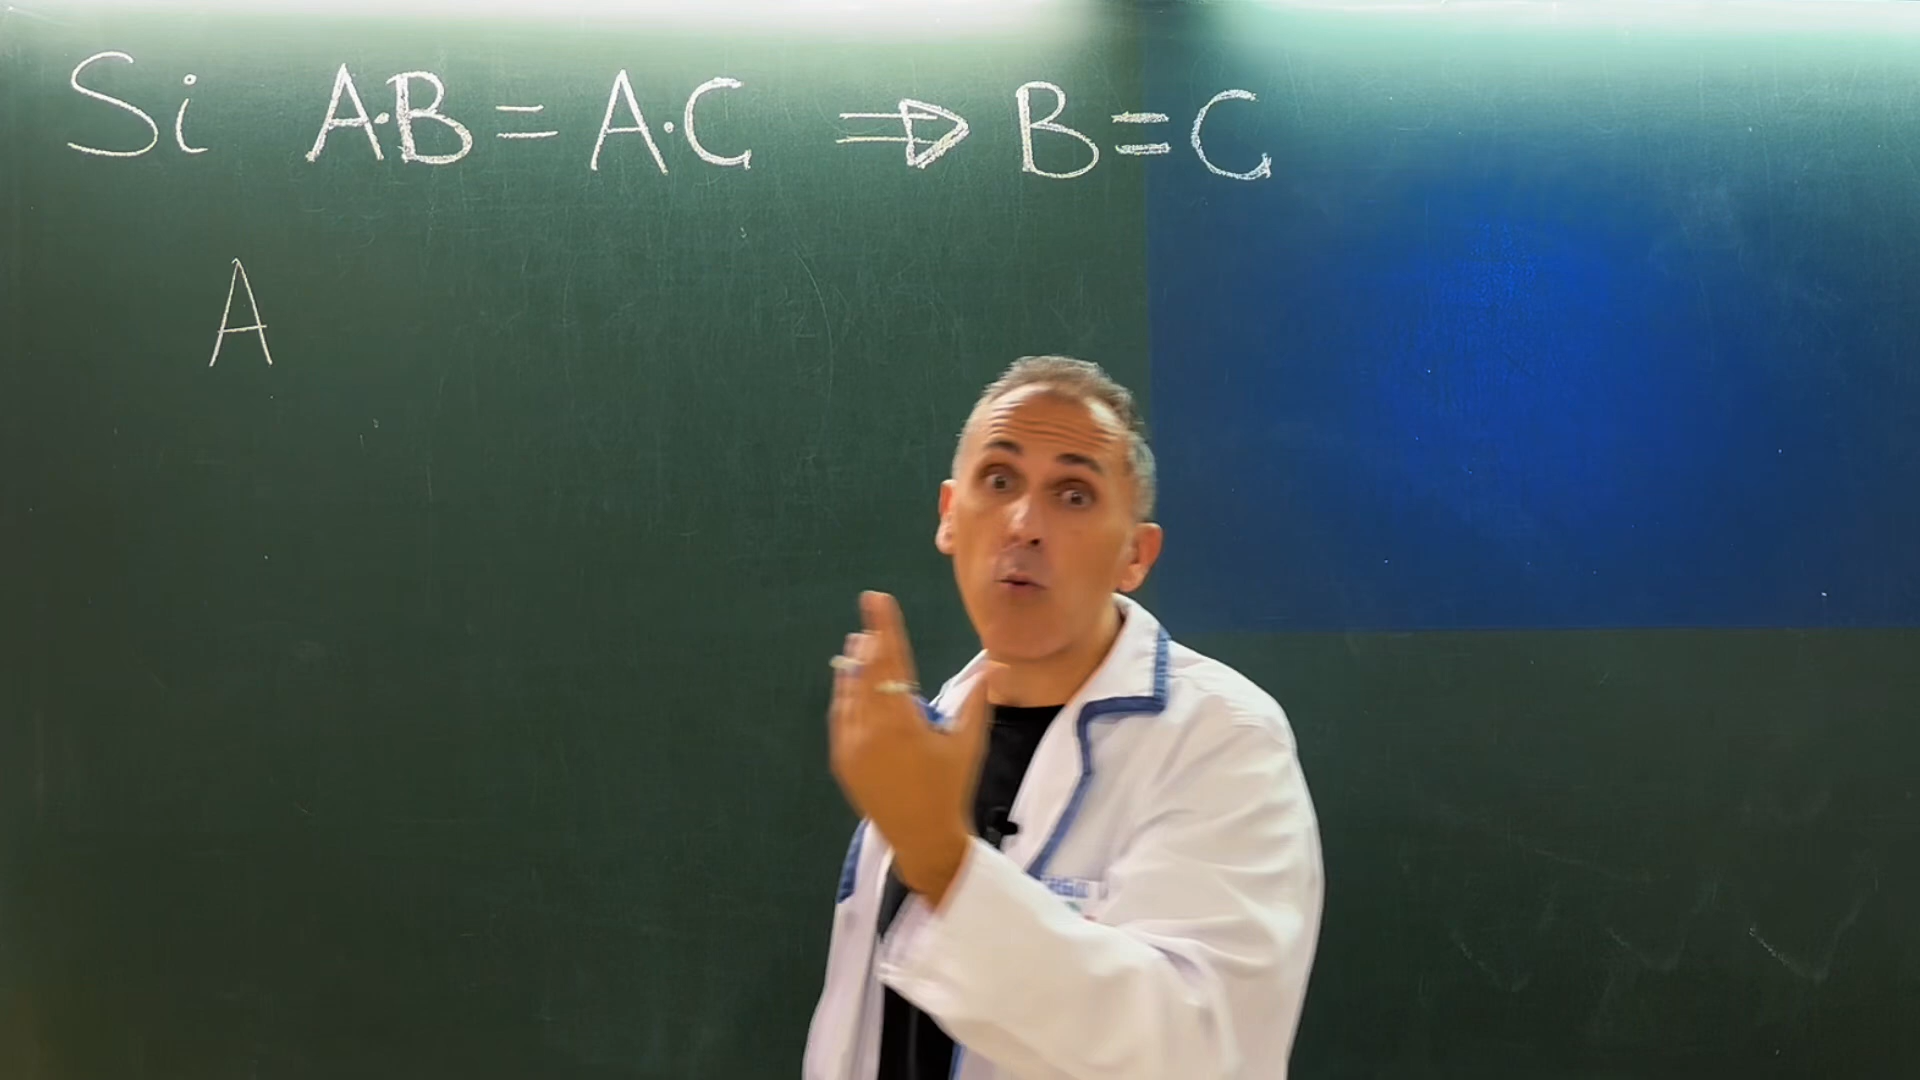 Si A·B = A·C ⇒ B = C
A